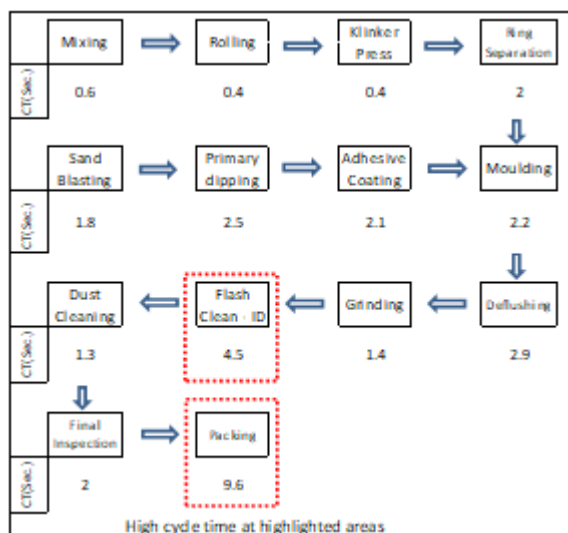 Mixing
Rolling
Klinker
Press
Ring
Separation
CT(Sec.)
0.6
0.4
0.4
2
Sand
Blasting
Primary
dipping
Adhesive
Coating
Moulding
CT(Sec.)
1.8
2.5
2.1
2.2
Dust
Cleaning
Flash
Clean - ID
Grinding
Deflushing
CT(Sec.)
1.3
4.5
1.4
2.9
Final
Inspection
Packing
CT(Sec.)
2
9.6
High cycle time at highlighted areas